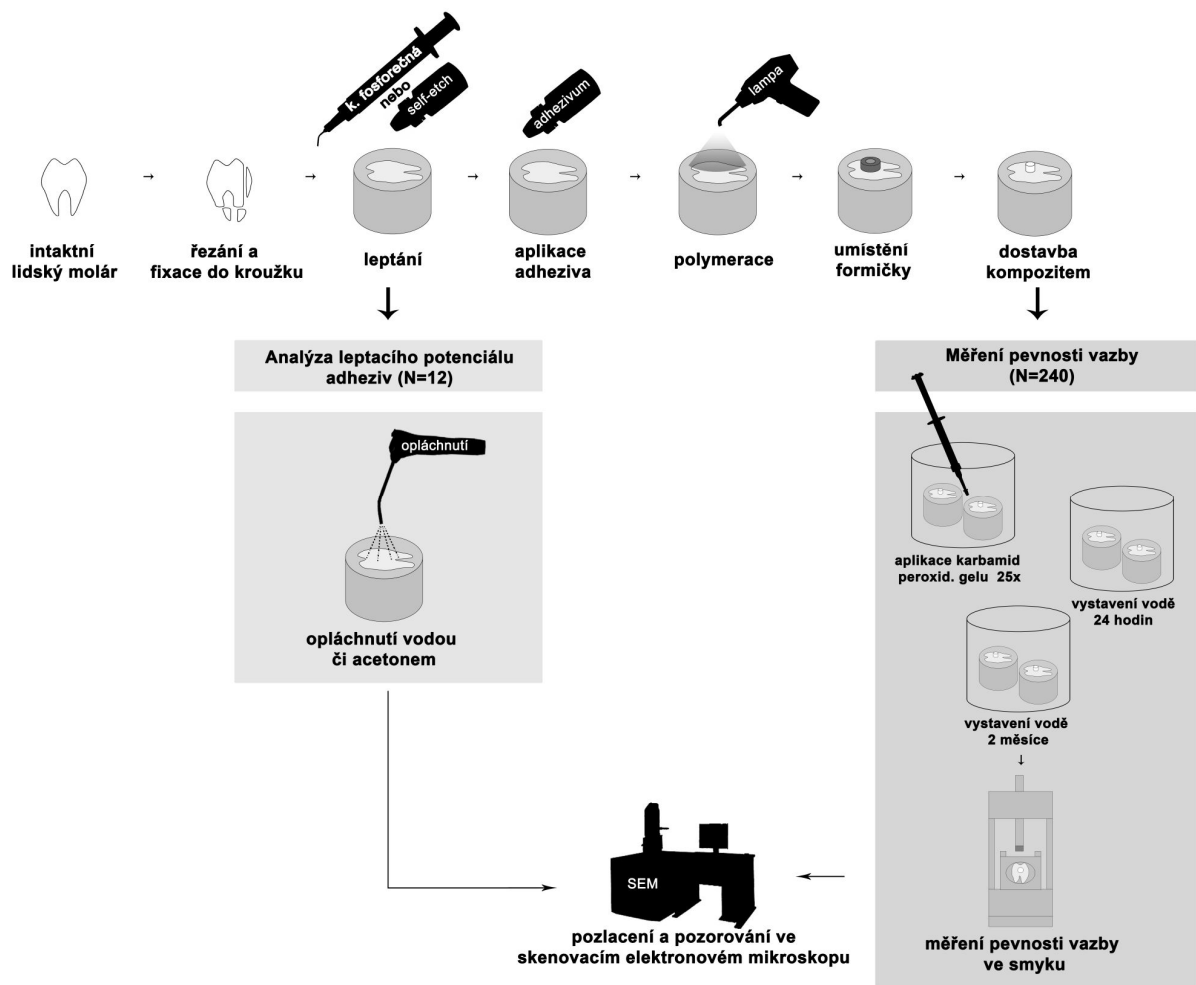 k. fosforečná
nebo
self-etch
adhezivum
lampa
intaktní
lidský molár
řezání a
fixace do kroužku
leptání
aplikace
adheziva
polymerace
umístění
formičky
dostavba
kompozitem
Analýza leptacího potenciálu
adheziv (N=12)
opláchnutí
opláchnutí vodou
či acetonem
Měření pevnosti vazby
(N=240)
aplikace karbamid
peroxid. gelu 25x
vystavení vodě
24 hodin
vystavení vodě
2 měsíce
měření pevnosti vazby
ve smyku
SEM
pozlacení a pozorování ve
skenovacím elektronovém mikroskopu